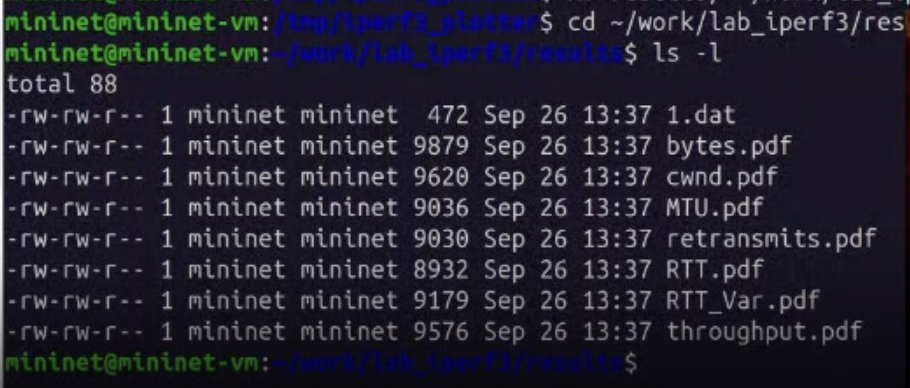 mininet@mininet-vm:/tmp/iperf3_plotter$ cd ~/work/lab_iperf3/res
mininet@mininet-vm:~/work/lab_iperf3/results$ ls -l
total 88
-rw-rw-r-- 1 mininet mininet  472 Sep 26 13:37 1.dat
-rw-rw-r-- 1 mininet mininet 9879 Sep 26 13:37 bytes.pdf
-rw-rw-r-- 1 mininet mininet 9620 Sep 26 13:37 cwnd.pdf
-rw-rw-r-- 1 mininet mininet 9036 Sep 26 13:37 MTU.pdf
-rw-rw-r-- 1 mininet mininet 9030 Sep 26 13:37 retransmits.pdf
-rw-rw-r-- 1 mininet mininet 8932 Sep 26 13:37 RTT.pdf
-rw-rw-r-- 1 mininet mininet 9179 Sep 26 13:37 RTT_Var.pdf
-rw-rw-r-- 1 mininet mininet 9576 Sep 26 13:37 throughput.pdf
mininet@mininet-vm:~/work/lab_iperf3/results$